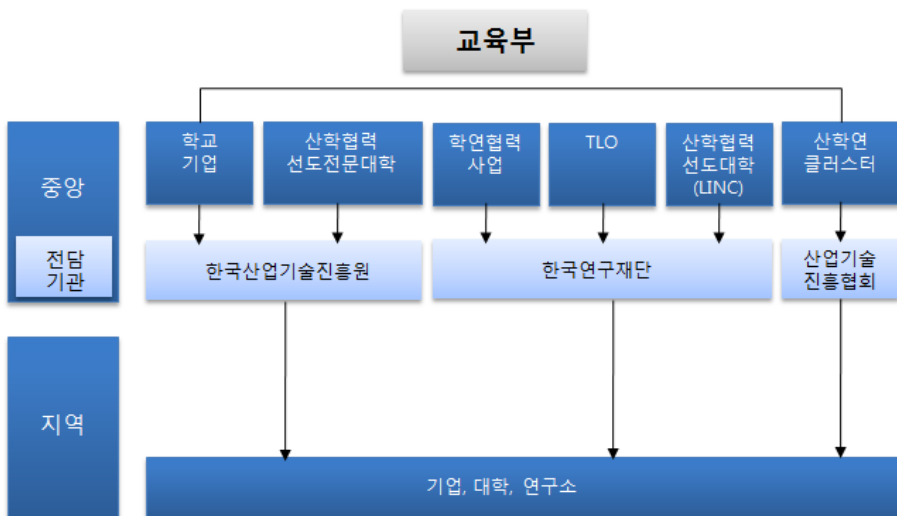 교육부
중앙
전담
기관
학교
기업
산학협력
선도전문대학
학연협력
사업
TLO
산학협력
선도대학
(LINC)
산학연
클러스터
한국산업기술진흥원
한국연구재단
산업기술
진흥협회
지역
기업, 대학, 연구소